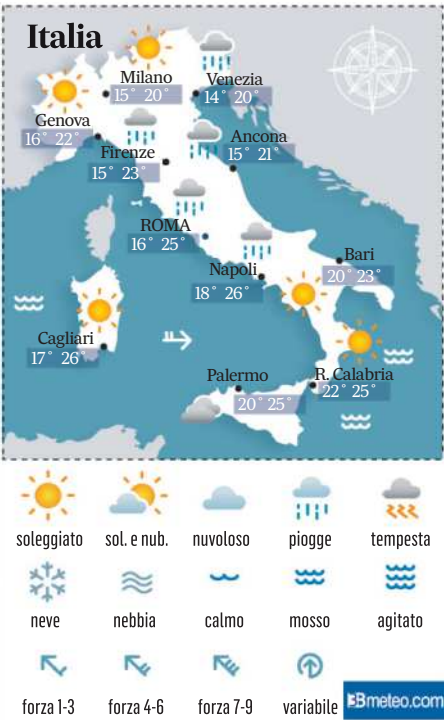 Italia
Milano
15° 20°
Venezia
14° 20°
Genova
16° 22°
Firenze
15° 23°
Ancona
15° 21°
ROMA
16° 25°
Napoli
18° 26°
Bari
20° 23°
Cagliari
17° 26°
Palermo
20° 25°
R. Calabria
22° 25°
soleggiato sol. e nub. nuvoloso piogge tempesta
neve nebbia calmo mosso agitato
forza 1-3 forza 4-6 forza 7-9 variabile
3Bmeteo.com